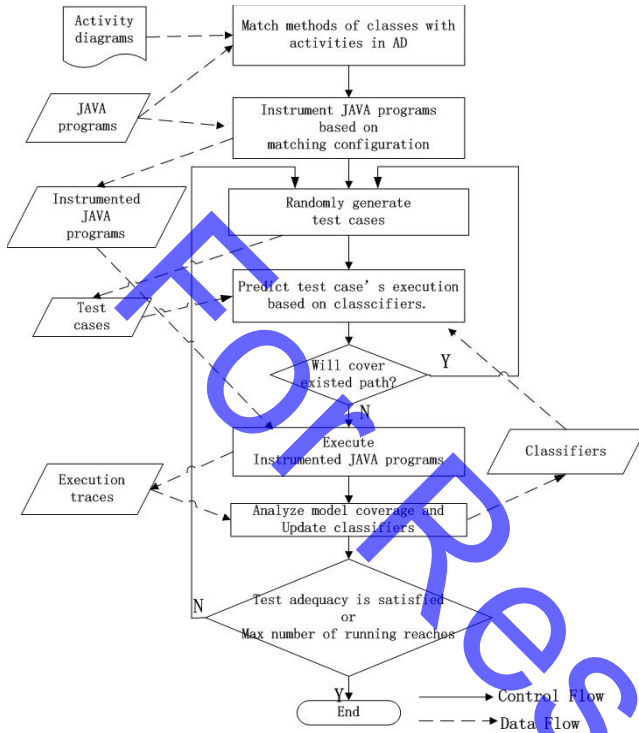 Activity
diagrams
Match methods of classes with
activities in AD
JAVA
programs
Instrument JAVA programs
based on
matching configuration
Instrumented
JAVA
programs
Randomly generate
test cases
Test
cases
Predict test case's execution
based on classcifiers.
Will cover
existed path?
Y
N
Execute
Instrumented JAVA programs
Classifiers
Execution
traces
Analyze model coverage and
Update classifiers
Test adequacy is satisfied
or
Max number of running reaches
N
Y
End
Control Flow
Data Flow
For Res